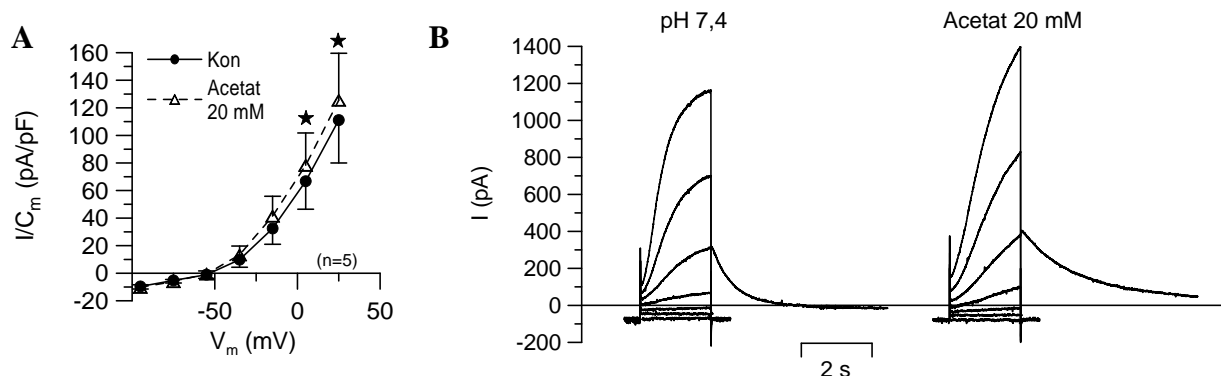 A
I/Cm (pA/pF)
160
140
120
100
80
60
40
20
0
-20
★
★
Kon
Acetat
20 mM
(n=5)
-50
0
50
Vm (mV)
B
pH 7,4
Acetat 20 mM
I (pA)
1400
1200
1000
800
600
400
200
0
-200
2 s